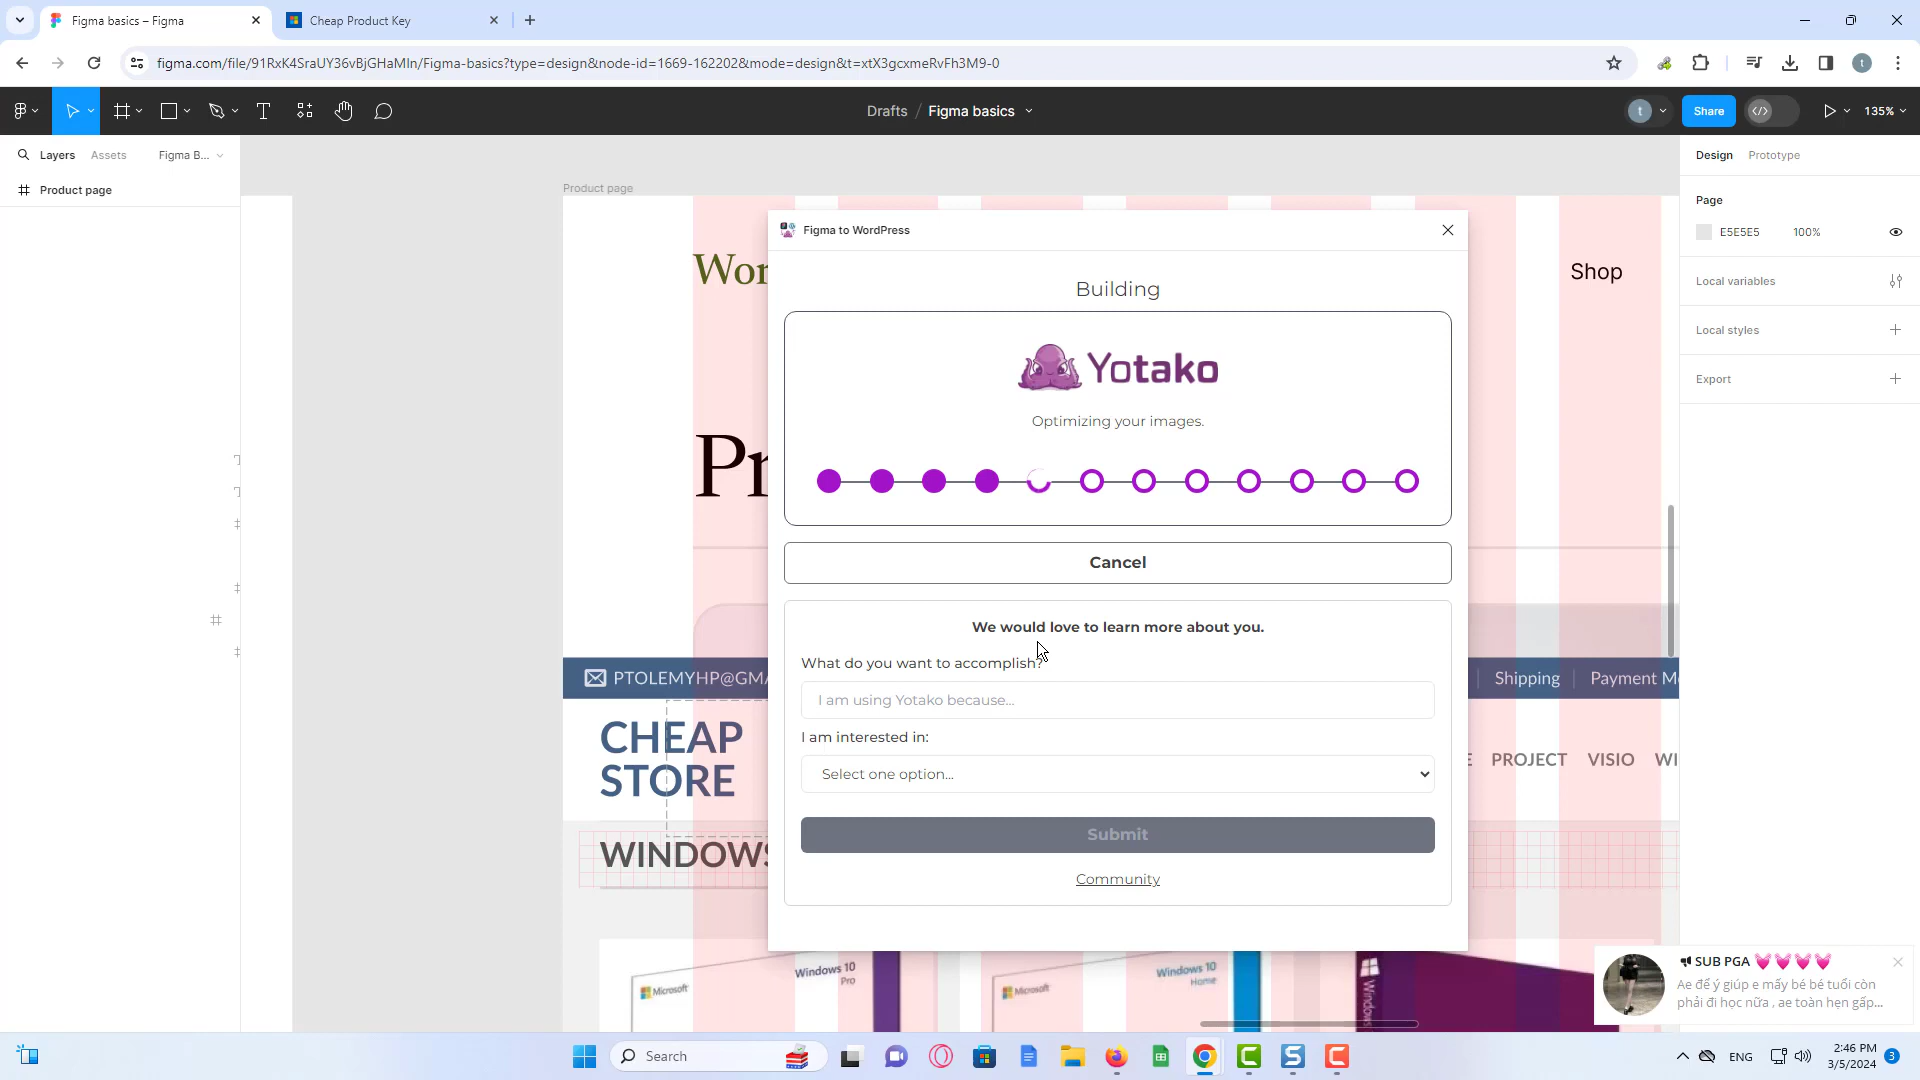 Figma basics – Figma
Cheap Product Key
figma.com/file/91RxK4SraUY36vBjGHaMIn/Figma-basics?type=design&node-id=1669-162202&mode=design&t=xtX3gcxmeRvFh3M9-0
t
Drafts / Figma basics
t
Share
135%
Layers
Assets
Figma B...
Product page
Design
Prototype
Page
E5E5E5
100%
Local variables
Local styles
Export
Product page
Wor
Shop
Pr
Figma to WordPress
Building
Yotako
Optimizing your images.
Cancel
We would love to learn more about you.
What do you want to accomplish?
I am using Yotako because...
I am interested in:
Select one option...
Submit
Community
PTOLEMYHP@GMA
Shipping
Payment M
CHEAP
STORE
PROJECT
VISIO
WI
WINDOWS
Windows 10
Pro
Microsoft
Windows 10
Home
Microsoft
Windows
SUB PGA 💓💓💓💓
Ae để ý giúp e mấy bé bé tuổi còn
phải đi học nữa , ae toàn hẹn gấp...
Search
ENG
2:46 PM
3/5/2024
3